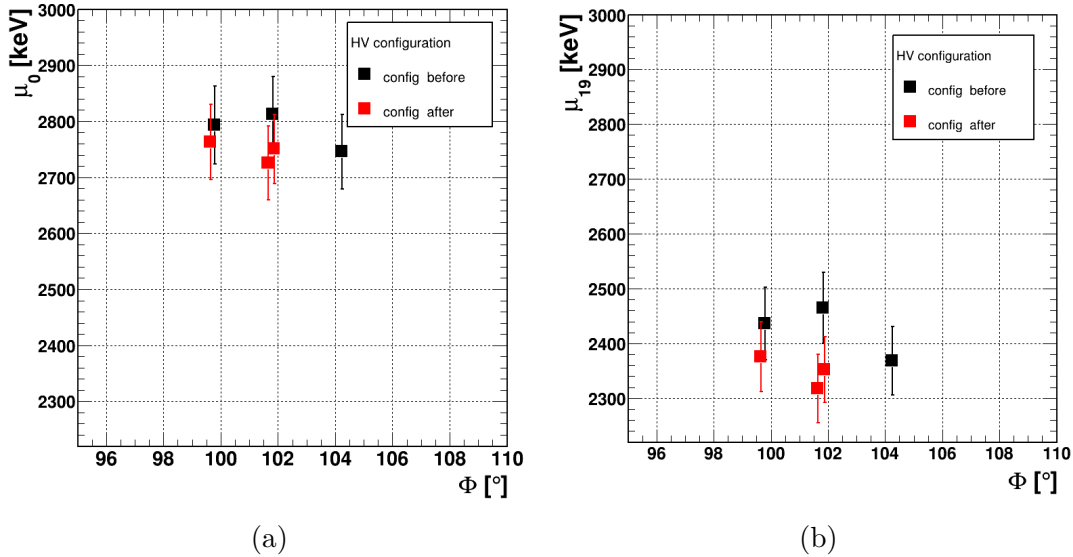 μ0 [keV]
3000
2900
2800
2700
2600
2500
2400
2300
HV configuration
config before
config after
96 98 100 102 104 106 108 110
Φ [°]
(a)
μ19 [keV]
3000
2900
2800
2700
2600
2500
2400
2300
HV configuration
config before
config after
96 98 100 102 104 106 108 110
Φ [°]
(b)